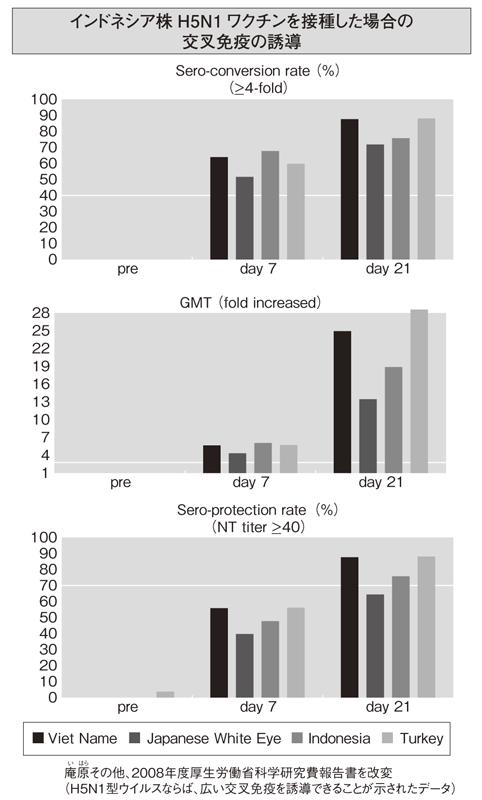 インドネシア株 H5N1 ワクチンを接種した場合の
交叉免疫の誘導
Sero-conversion rate (%)
(≥4-fold)
100
90
80
70
60
50
40
30
20
10
0
pre day 7 day 21
GMT (fold increased)
28
25
22
19
16
13
10
7
4
1
pre day 7 day 21
Sero-protection rate (%)
(NT titer ≥40)
100
90
80
70
60
50
40
30
20
10
0
pre day 7 day 21
Viet Name Japanese White Eye Indonesia Turkey
いはら
庵原その他、2008年度厚生労働省科学研究費報告書を改変
(H5N1型ウイルスならば、広い交叉免疫を誘導できることが示されたデータ)